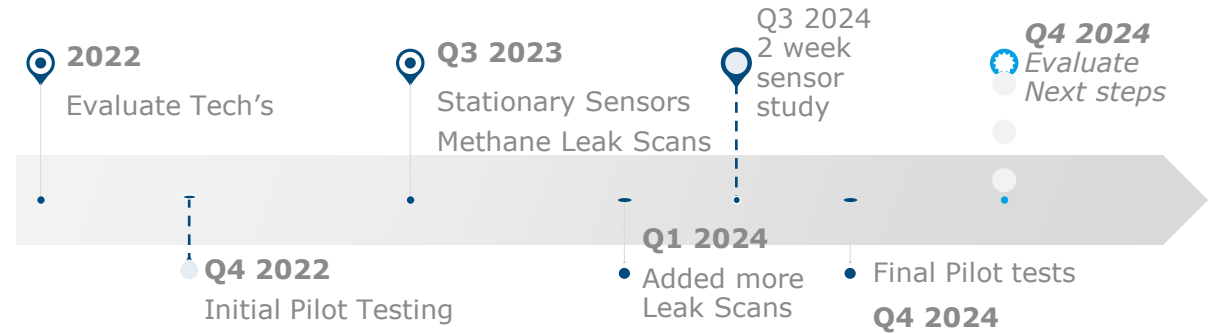 2022
Evaluate Tech's
Q4 2022
Initial Pilot Testing
Q3 2023
Stationary Sensors
Methane Leak Scans
Q1 2024
Added more
Leak Scans
Q3 2024
2 week
sensor
study
Final Pilot tests
Q4 2024
Q4 2024
Evaluate
Next steps